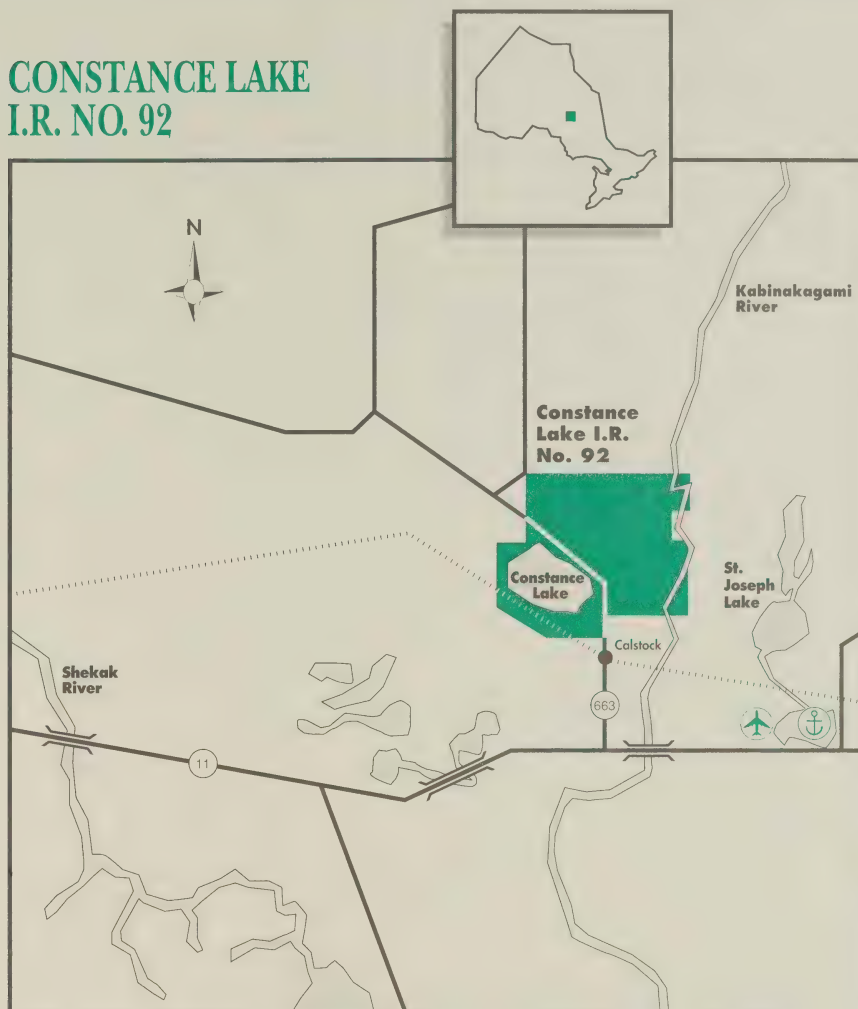 CONSTANCE LAKE
I.R. NO. 92
N
Kabinakagami
River
Constance
Lake I.R.
No. 92
Constance
Lake
St.
Joseph
Lake
Calstock
Shekak
River
663
11